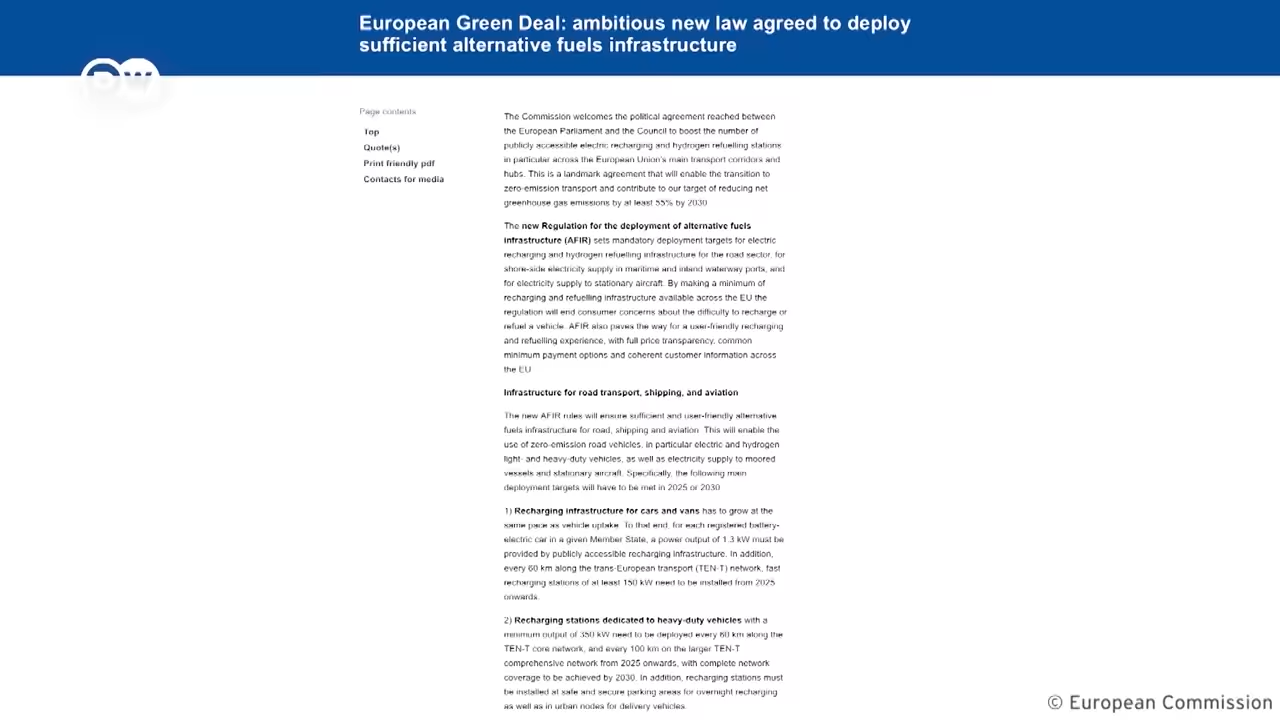 European Green Deal: ambitious new law agreed to deploy
sufficient alternative fuels infrastructure
DW
Page contents
Top
Quote(s)
Print friendly pdf
Contacts for media
The Commission welcomes the political agreement reached between
the European Parliament and the Council to boost the number of
publicly accessible electric recharging and hydrogen refuelling stations
in particular across the European Union's main transport corridors and
hubs. This is a landmark agreement that will enable the transition to
zero-emission transport and contribute to our target of reducing net
greenhouse gas emissions by at least 55% by 2030
The new Regulation for the deployment of alternative fuels
infrastructure (AFIR) sets mandatory deployment targets for electric
recharging and hydrogen refuelling infrastructure for the road sector, for
shore-side electricity supply in maritime and inland waterway ports, and
for electricity supply to stationary aircraft. By making a minimum of
recharging and refuelling infrastructure available across the EU the
regulation will end consumer concerns about the difficulty to recharge or
refuel a vehicle. AFIR also paves the way for a user-friendly recharging
and refuelling experience, with full price transparency, common
minimum payment options and coherent customer information across
the EU
Infrastructure for road transport, shipping, and aviation
The new AFIR rules will ensure sufficient and user-friendly alternative
fuels infrastructure for road, shipping and aviation. This will enable the
use of zero-emission road vehicles, in particular electric and hydrogen
light- and heavy-duty vehicles, as well as electricity supply to moored
vessels and stationary aircraft. Specifically, the following main
deployment targets will have to be met in 2025 or 2030
1) Recharging infrastructure for cars and vans has to grow at the
same pace as vehicle uptake. To that end, for each registered battery-
electric car in a given Member State, a power output of 1.3 kW must be
provided by publicly accessible recharging infrastructure. In addition,
every 60 km along the trans-European transport (TEN-T) network, fast
recharging stations of at least 150 kW need to be installed from 2025
onwards.
2) Recharging stations dedicated to heavy-duty vehicles with a
minimum output of 350 kW need to be deployed every 60 km along the
TEN-T core network, and every 100 km on the larger TEN-T
comprehensive network from 2025 onwards, with complete network
coverage to be achieved by 2030. In addition, recharging stations must
be installed at safe and secure parking areas for overnight recharging
as well as in urban nodes for delivery vehicles.
© European Commission